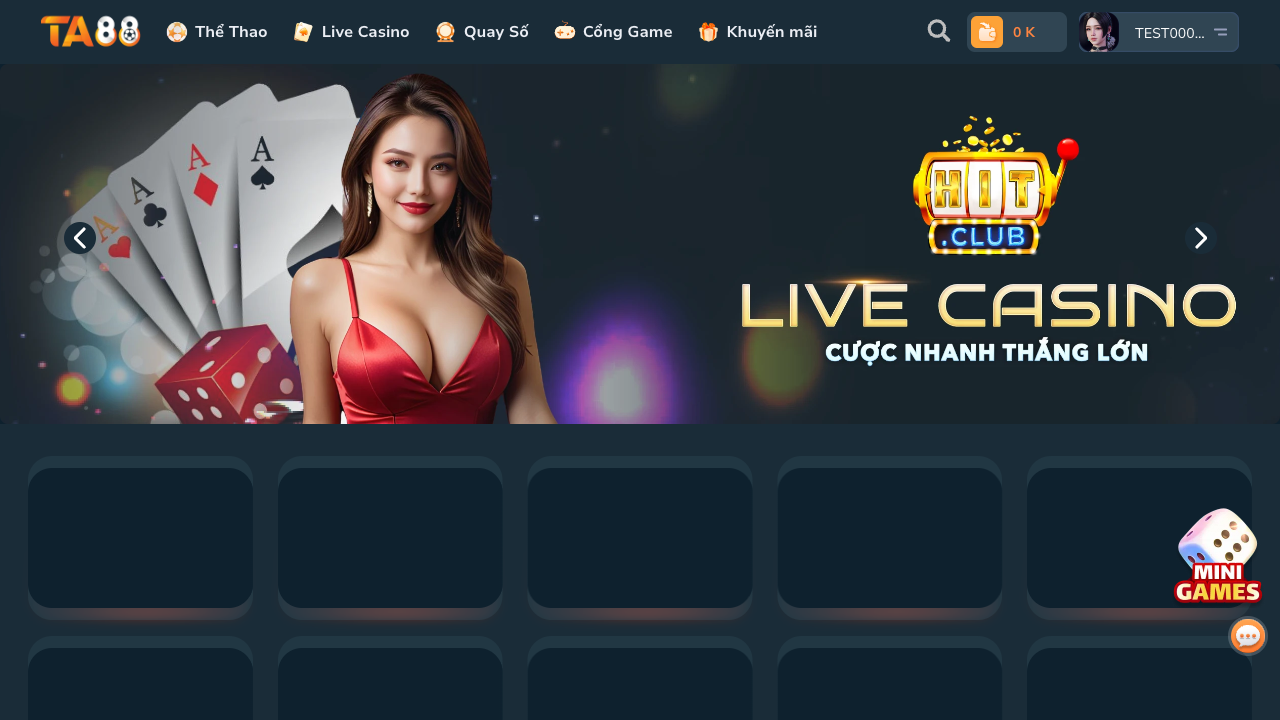 TA88
Thể Thao
Live Casino
Quay Số
Cổng Game
Khuyến mãi
0 K
TEST000...
A
A
A
A
HIT
.CLUB
LIVE CASINO
CƯỢC NHANH THẮNG LỚN
MINI
GAMES